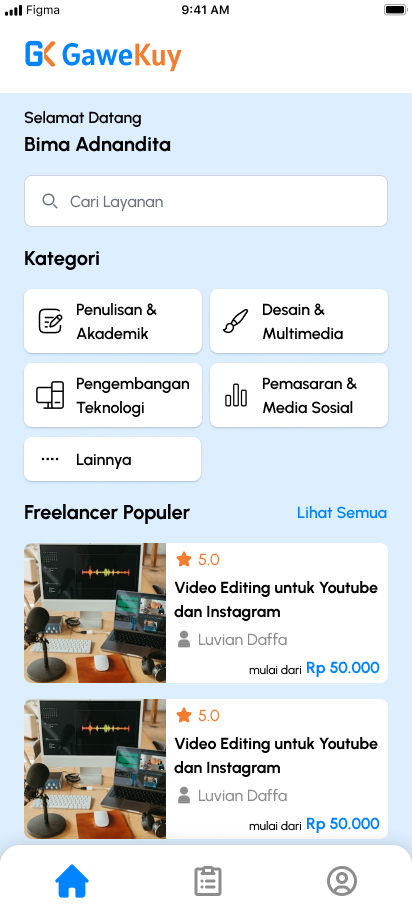 Figma 9:41 AM
GK GaweKuy
Selamat Datang
Bima Adnandita
Cari Layanan
Kategori
Penulisan &
Akademik
Desain &
Multimedia
Pengembangan
Teknologi
Pemasaran &
Media Sosial
Lainnya
Freelancer Populer Lihat Semua
5.0
Video Editing untuk Youtube
dan Instagram
Luvian Daffa
mulai dari Rp 50.000
5.0
Video Editing untuk Youtube
dan Instagram
Luvian Daffa
mulai dari Rp 50.000